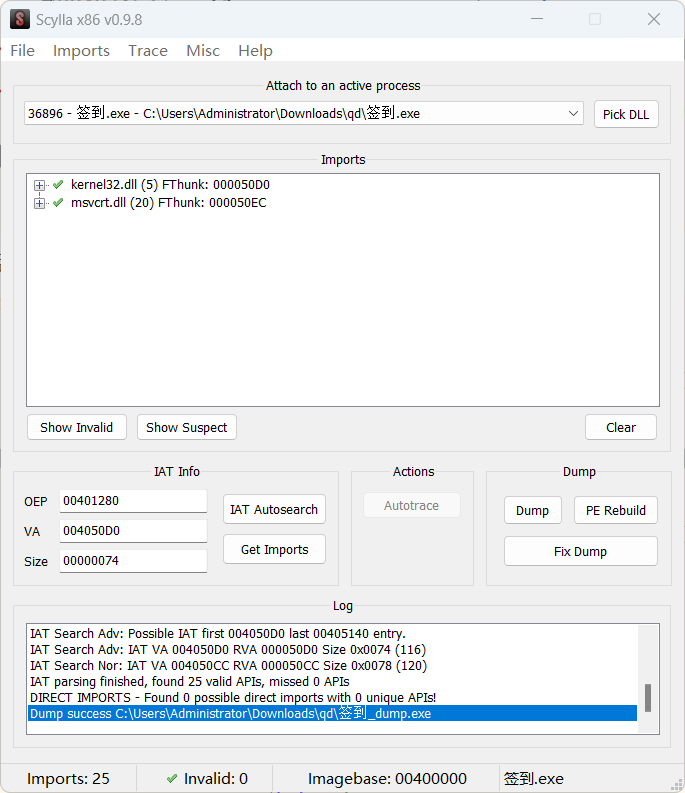 Scylla x86 v0.9.8
File Imports Trace Misc Help
Attach to an active process
36896 - 签到.exe - C:\Users\Administrator\Downloads\qd\签到.exe
Pick DLL
Imports
kernel32.dll (5) FThunk: 000050D0
msvcrt.dll (20) FThunk: 000050EC
Show Invalid Show Suspect Clear
IAT Info
OEP 00401280
VA 004050D0
Size 00000074
IAT Autosearch
Get Imports
Actions
Autotrace
Dump
Dump PE Rebuild
Fix Dump
Log
IAT Search Adv: Possible IAT first 004050D0 last 00405140 entry.
IAT Search Adv: IAT VA 004050D0 RVA 000050D0 Size 0x0074 (116)
IAT Search Nor: IAT VA 004050CC RVA 000050CC Size 0x0078 (120)
IAT parsing finished, found 25 valid APIs, missed 0 APIs
DIRECT IMPORTS - Found 0 possible direct imports with 0 unique APIs!
Dump success C:\Users\Administrator\Downloads\qd\签到_dump.exe
Imports: 25 Invalid: 0 Imagebase: 00400000 签到.exe